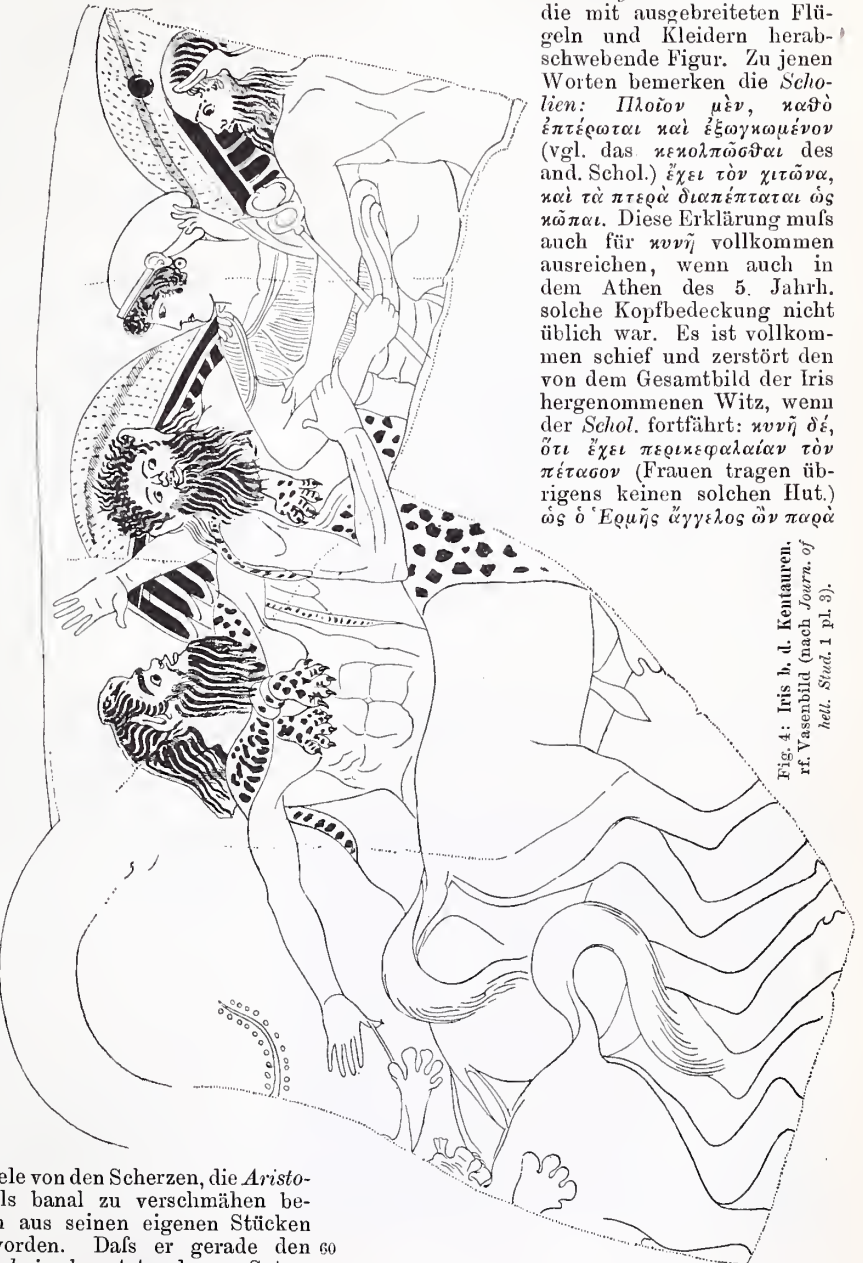 die mit ausgebreiteten Flü-
geln und Kleidern herab-
schwebende Figur. Zu jenen
Worten bemerken die Scho-
lien: Πλοῖον μὲν, καθὸ
ἐπτέρωται καὶ ἐξωγκωμένον
(vgl. das κεκολπῶσθαι des
and. Schol.) ἔχει τὸν χιτῶνα,
καὶ τὰ πτερὰ διαπέπταται ὡς
κῶπαι. Diese Erklärung muſs
auch für κυνῆ vollkommen
ausreichen, wenn auch in
dem Athen des 5. Jahrh.
solche Kopfbedeckung nicht
üblich war. Es ist vollkom-
men schief und zerstört den
von dem Gesamtbild der Iris
hergenommenen Witz, wenn
der Schol. fortfährt: κυνῆ δέ,
ὅτι ἔχει περικεφαλαίαν τὸν
πέτασον (Frauen tragen üb-
rigens keinen solchen Hut.)
ὡς ὁ Ἑρμῆς ἄγγελος ὢν παρὰ
Fig. 4: Iris b. d. Kentauren,
rf. Vasenbild (nach Journ. of
hell. Stud. 1 pl. 3).
ele von den Scherzen, die Aristo-
ls banal zu verschmähen be-
aus seinen eigenen Stücken
orden. Daſs er gerade den 60